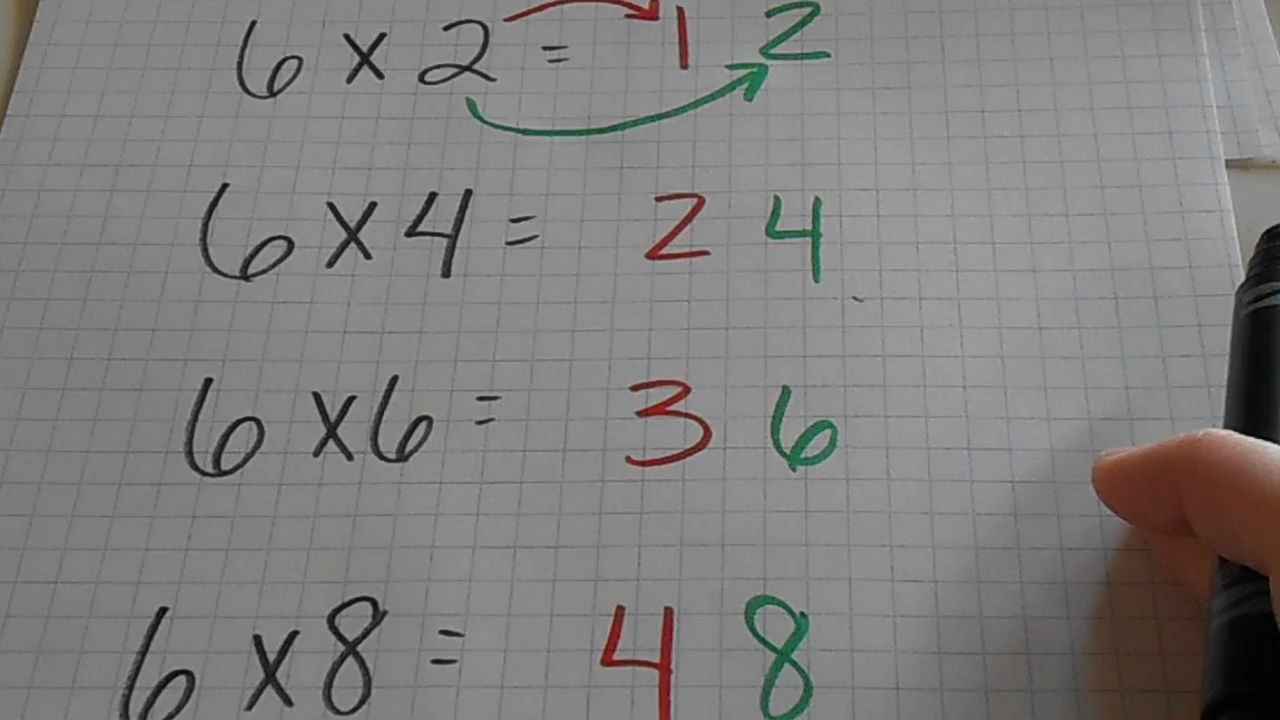 6 x 2 = 1 2
6 x 4 = 2 4
6 x 6 = 3 6
6 x 8 = 4 8